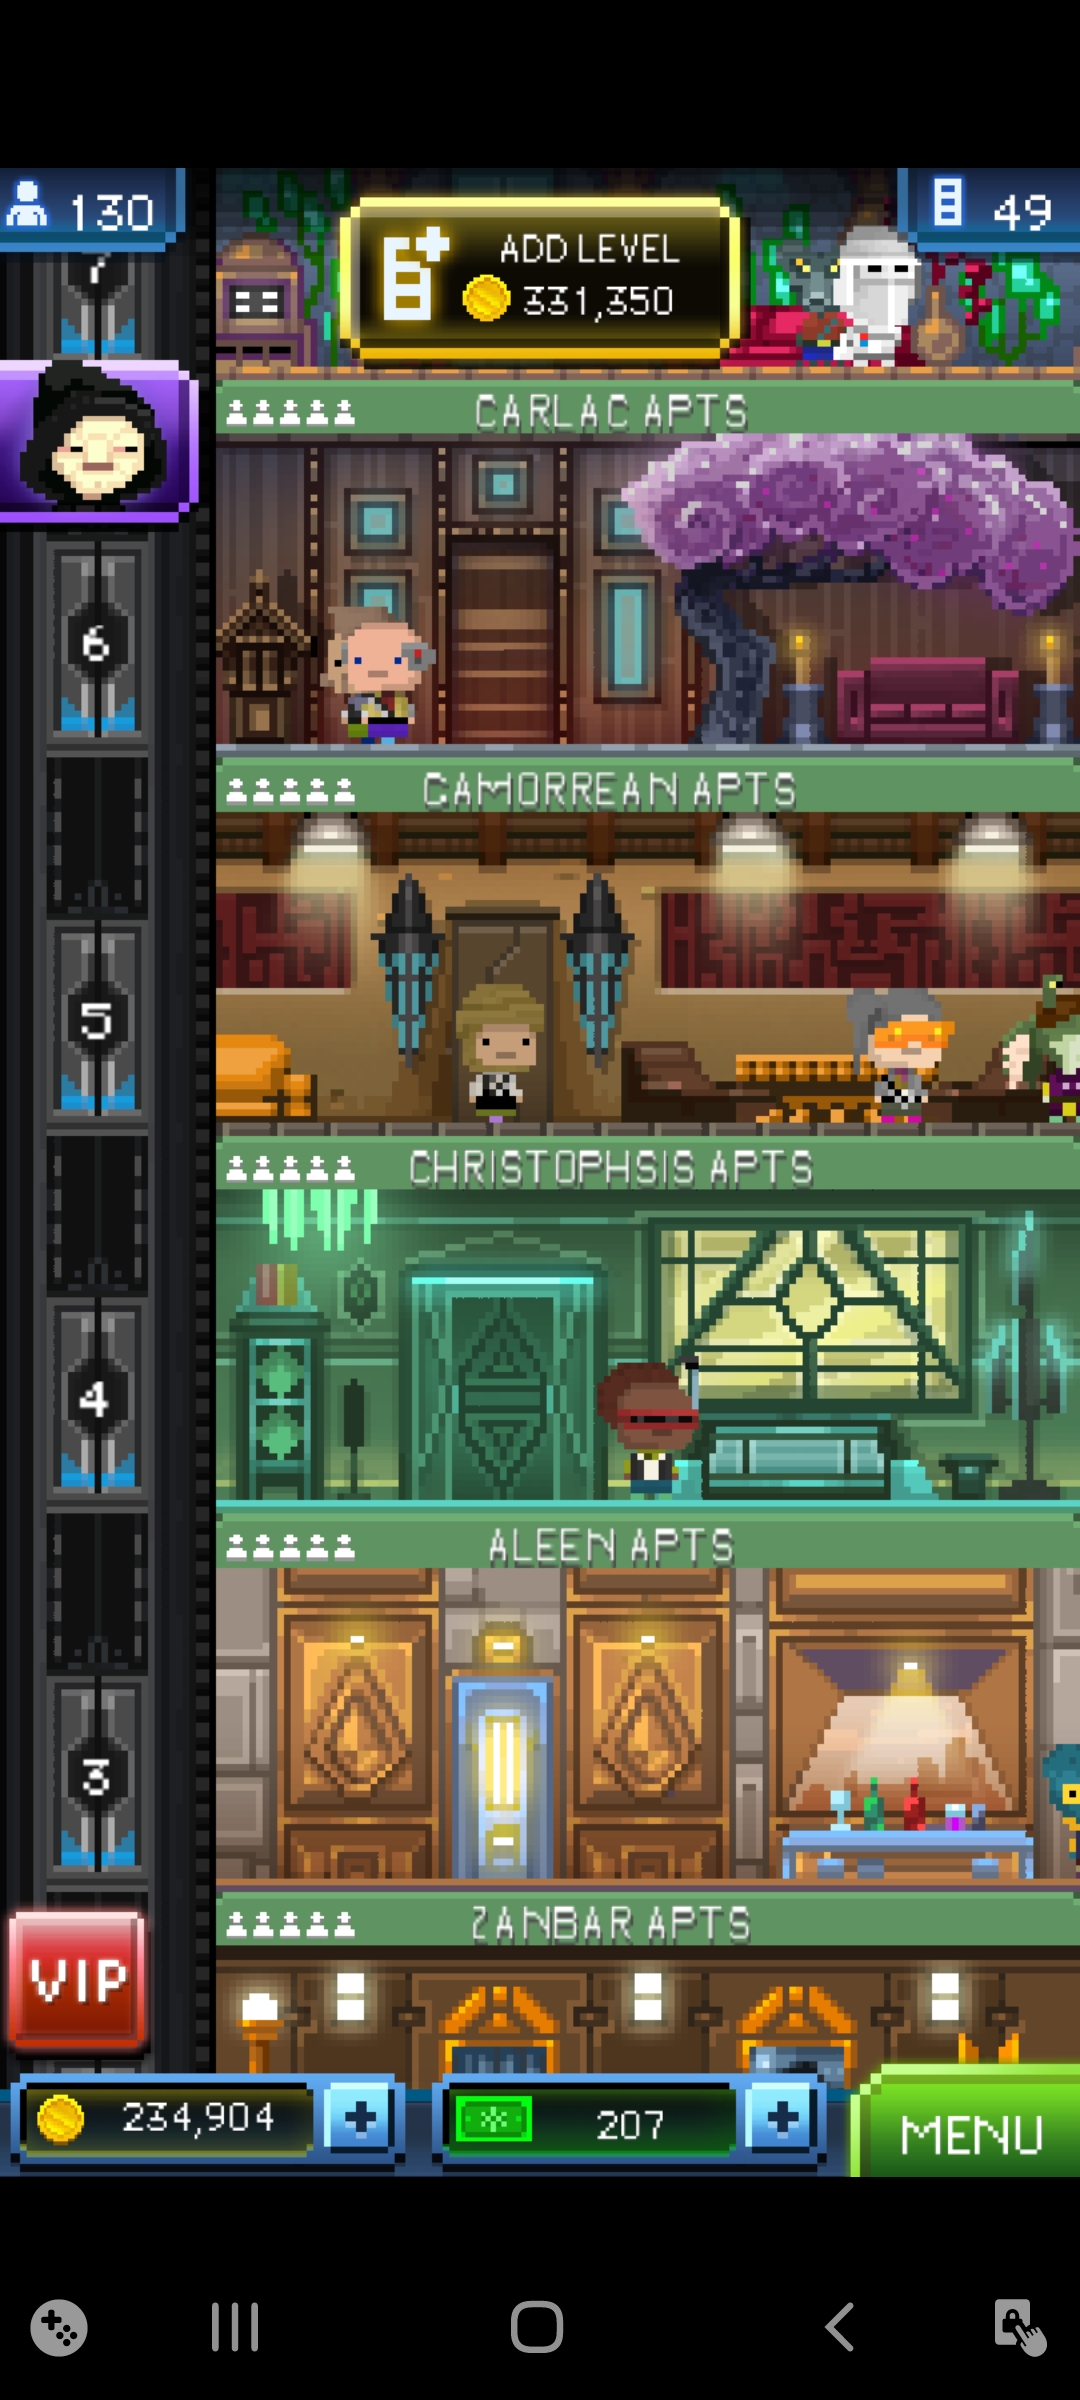 130
ADD LEVEL
331,350
49
CARLAC APTS
6
CAMORREAN APTS
5
CHRISTOPHSIS APTS
4
ALEEN APTS
3
ZANBAR APTS
VIP
234,904
207
MENU